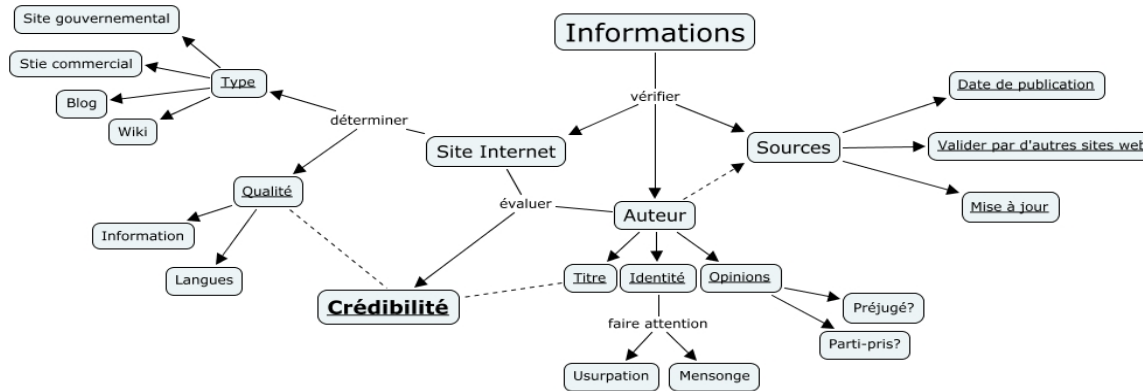 Informations
Site gouvernemental
Stie commercial
Type
Blog
Wiki
vérifier
déterminer
Date de publication
Site Internet
Sources
Valider par d'autres sites web
Qualité
évaluer
Auteur
Mise à jour
Information
Langues
Titre
Identité
Opinions
Crédibilité
Préjugé?
faire attention
Parti-pris?
Usurpation
Mensonge